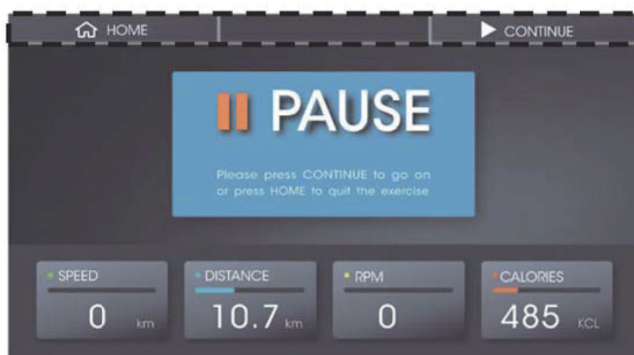 HOME
CONTINUE
PAUSE
Please press CONTINUE to go on
or press HOME to quit the exercise
SPEED
DISTANCE
RPM
CALORIES
0 km
10.7 km
0
485 KCL